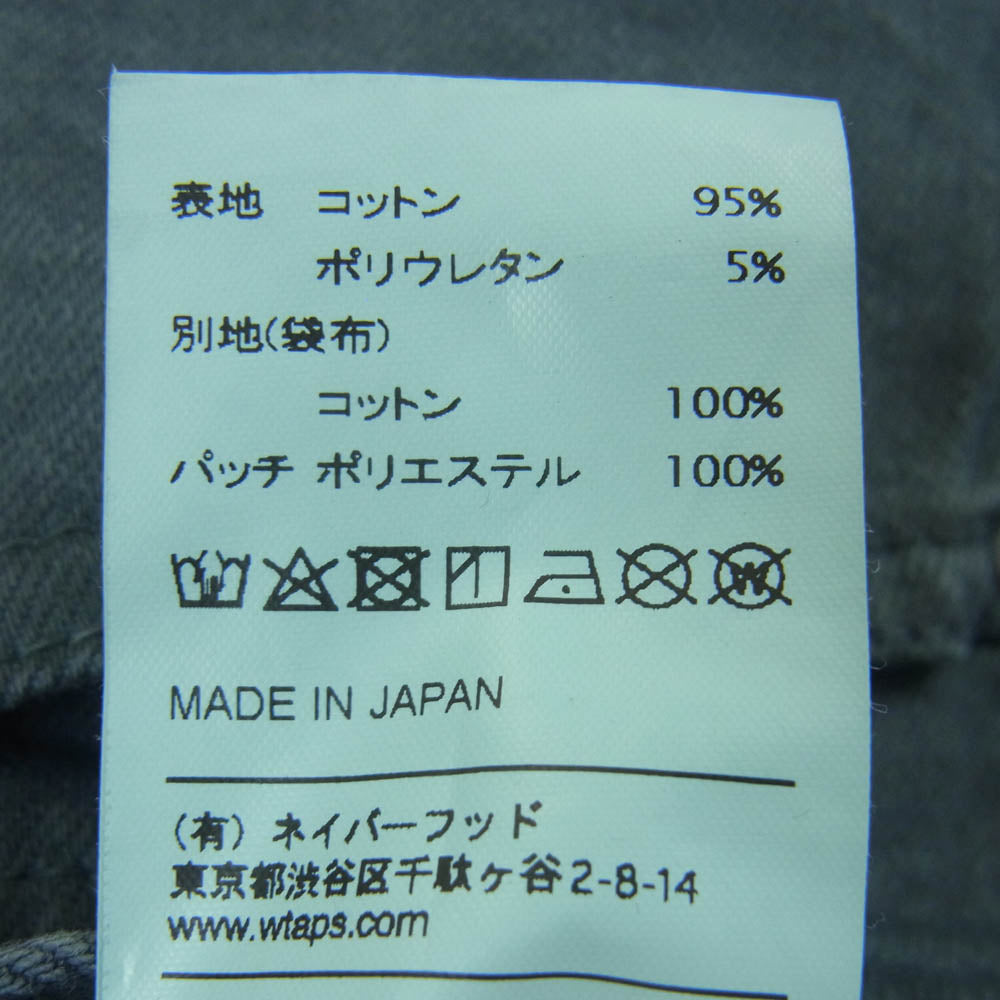 表地 コットン 95%
ポリウレタン 5%
別地(袋布)
コットン 100%
パッチ ポリエステル 100%
MADE IN JAPAN
(有) ネイバーフッド
東京都渋谷区千駄ヶ谷2-8-14
www.wtaps.com